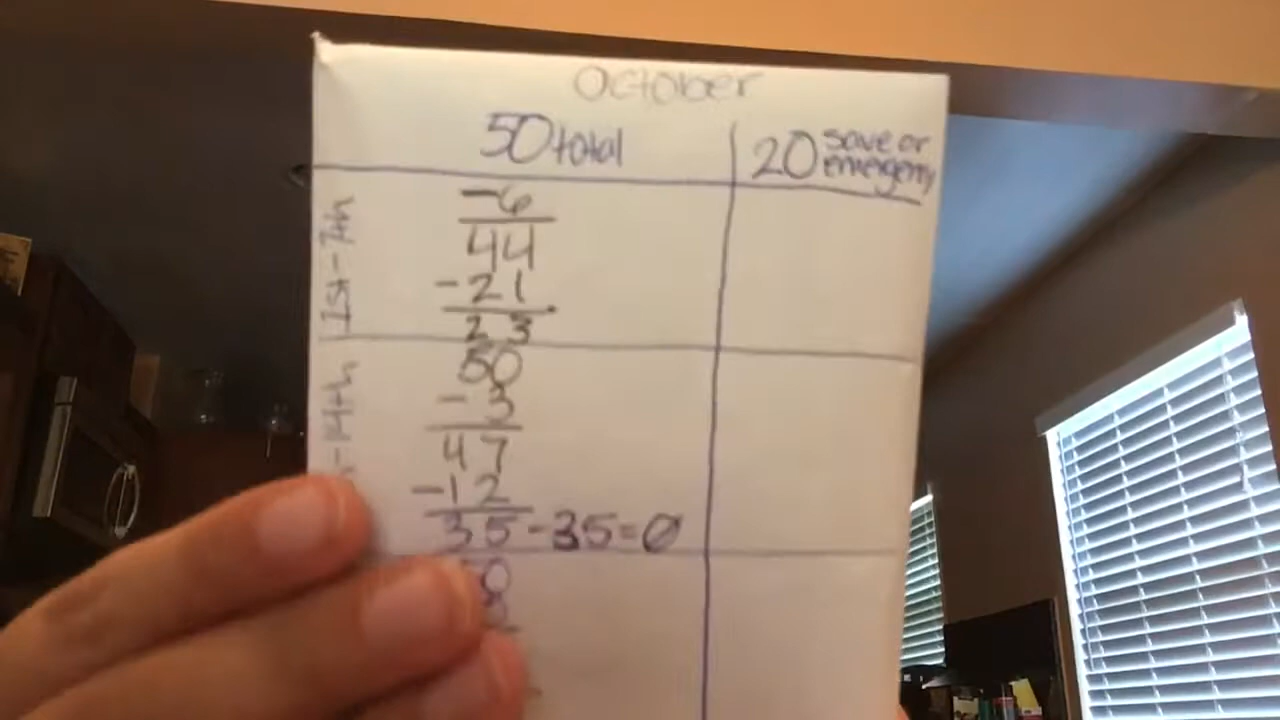 October
50 total
20 save or emergency
1st - 7th
-6
44
-21
23
-14th
50
-3
47
-12
35-35=0